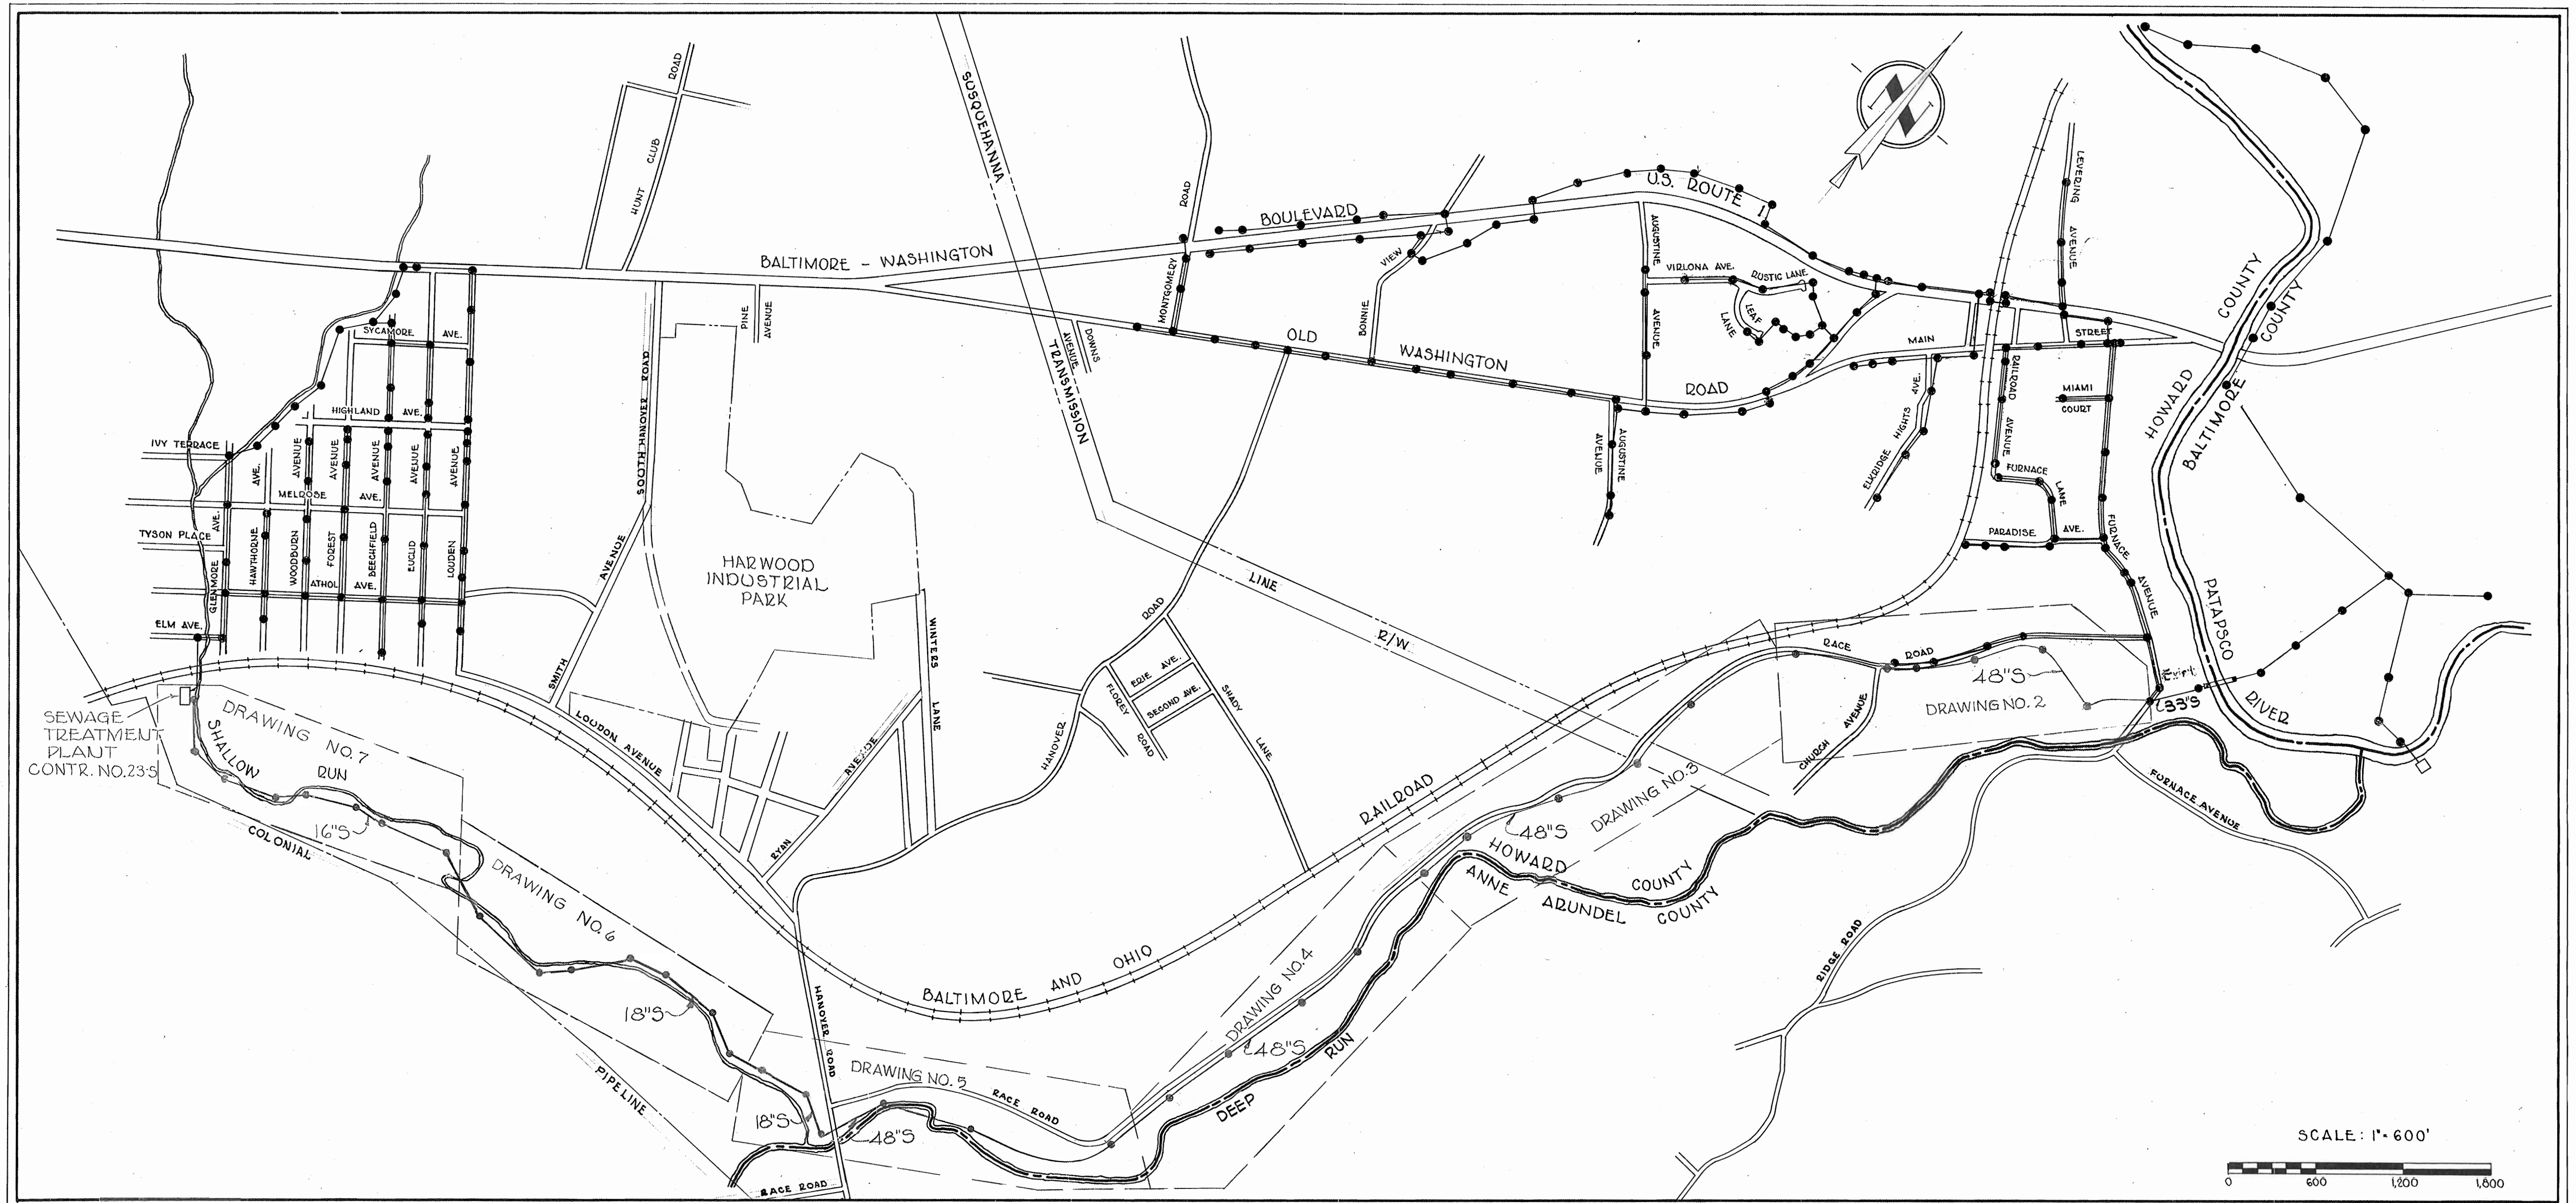 SUSQUEHANNA
TRANSMISSION
LINE
R/W
HUNT
CLUB
ROAD
BALTIMORE - WASHINGTON
BOULEVARD
U.S. ROUTE 1
ROAD
MONTGOMERY
BONNIE
VIEW
AUGUSTINE
AVENUE
VIRLONA AVE.
RUSTIC LANE
LEAF
LANE
LEVERING
AVENUE
HOWARD
COUNTY
BALTIMORE
COUNTY
PATAPSCO
RIVER
SYCAMORE
AVE.
HIGHLAND
AVE.
IVY TERRACE
MELROSE
AVE.
TYSON PLACE
ATHOL
AVE.
ELM AVE.
GLENMORE
AVE.
HAWTHORNE
AVE.
WOODBURN
AVENUE
FOREST
AVENUE
BEECHFIELD
AVENUE
EUCLID
AVENUE
LOUDEN
AVENUE
SOUTH HANOVER ROAD
PINE
AVENUE
DOWNS
AVENUE
OLD
WASHINGTON
ROAD
AUGUSTINE
AVENUE
MAIN
STREET
ELKRIDGE
HIGHTS
AVE.
RAILROAD
AVENUE
MIAMI
COURT
FURNACE
LANE
PARADISE
AVE.
FURNACE
AVENUE
HARWOOD
INDUSTRIAL
PARK
SMITH
AVENUE
WINTERS
LANE
LOUDON AVENUE
RYAN
AVENUE
HANOVER
ROAD
ERIE AVE.
SECOND AVE.
FLOREY
ROAD
SHADY
LANE
RACE
ROAD
CHURCH
AVENUE
48"S
DRAWING NO. 2
Exist.
33"S
FURNACE AVENUE
RIDGE ROAD
SEWAGE
TREATMENT
PLANT
CONTR. NO.23-S
DRAWING NO. 7
SHALLOW
RUN
16"S
COLONIAL
PIPELINE
DRAWING NO. 6
18"S
18"S
BALTIMORE AND OHIO
RAILROAD
DRAWING NO. 3
48"S
HOWARD
COUNTY
ANNE ARUNDEL
COUNTY
DRAWING NO. 4
48"S
DEEP
RUN
HANOVER ROAD
DRAWING NO. 5
RACE ROAD
48"S
RACE ROAD
SCALE: 1"=600'
0 600 1,200 1,800